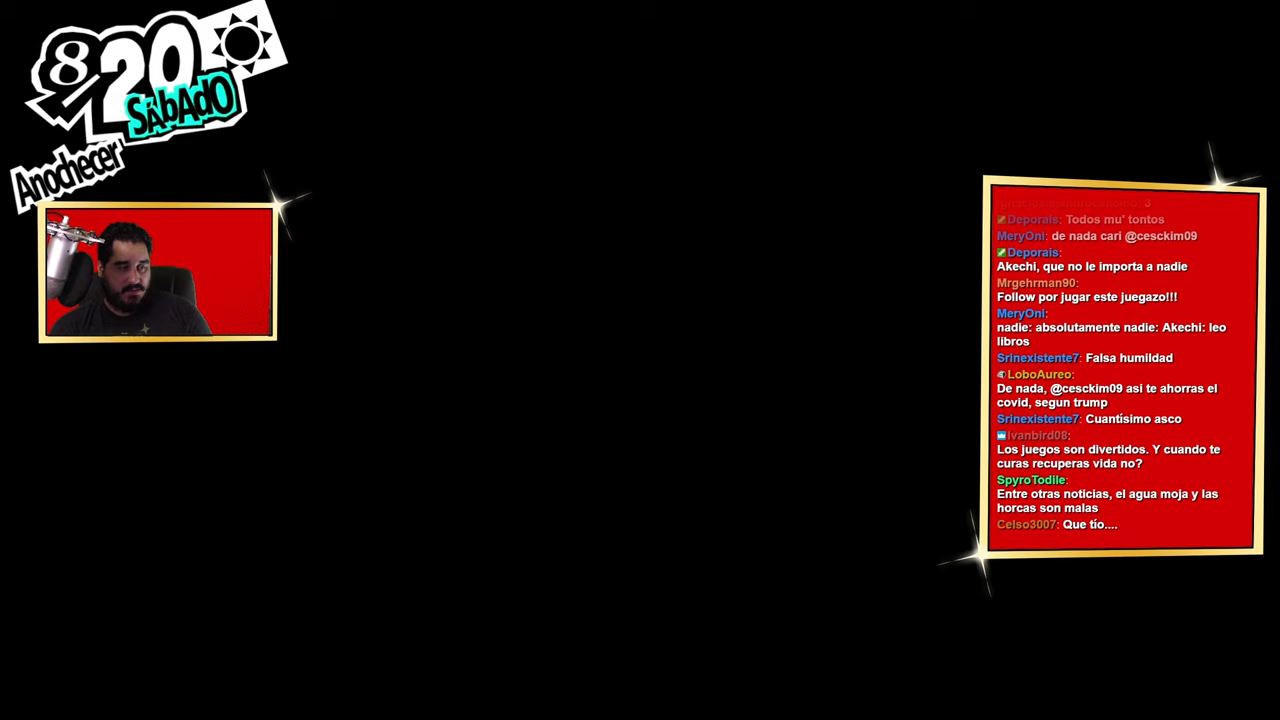 8/20
SábAdO
Anochecer
Deporais: Todos mu' tontos
MeryOni: de nada cari @cesckim09
Deporais:
Akechi, que no le importa a nadie
Mrgehrman90:
Follow por jugar este juegazo!!!
MeryOni:
nadie: absolutamente nadie: Akechi: leo
libros
Srinexistente7: Falsa humildad
LoboAureo:
De nada, @cesckim09 asi te ahorras el
covid, segun trump
Srinexistente7: Cuantísimo asco
Ivanbird08:
Los juegos son divertidos. Y cuando te
curas recuperas vida no?
SpyroTodile:
Entre otras noticias, el agua moja y las
horcas son malas
Celso3007: Que tío....